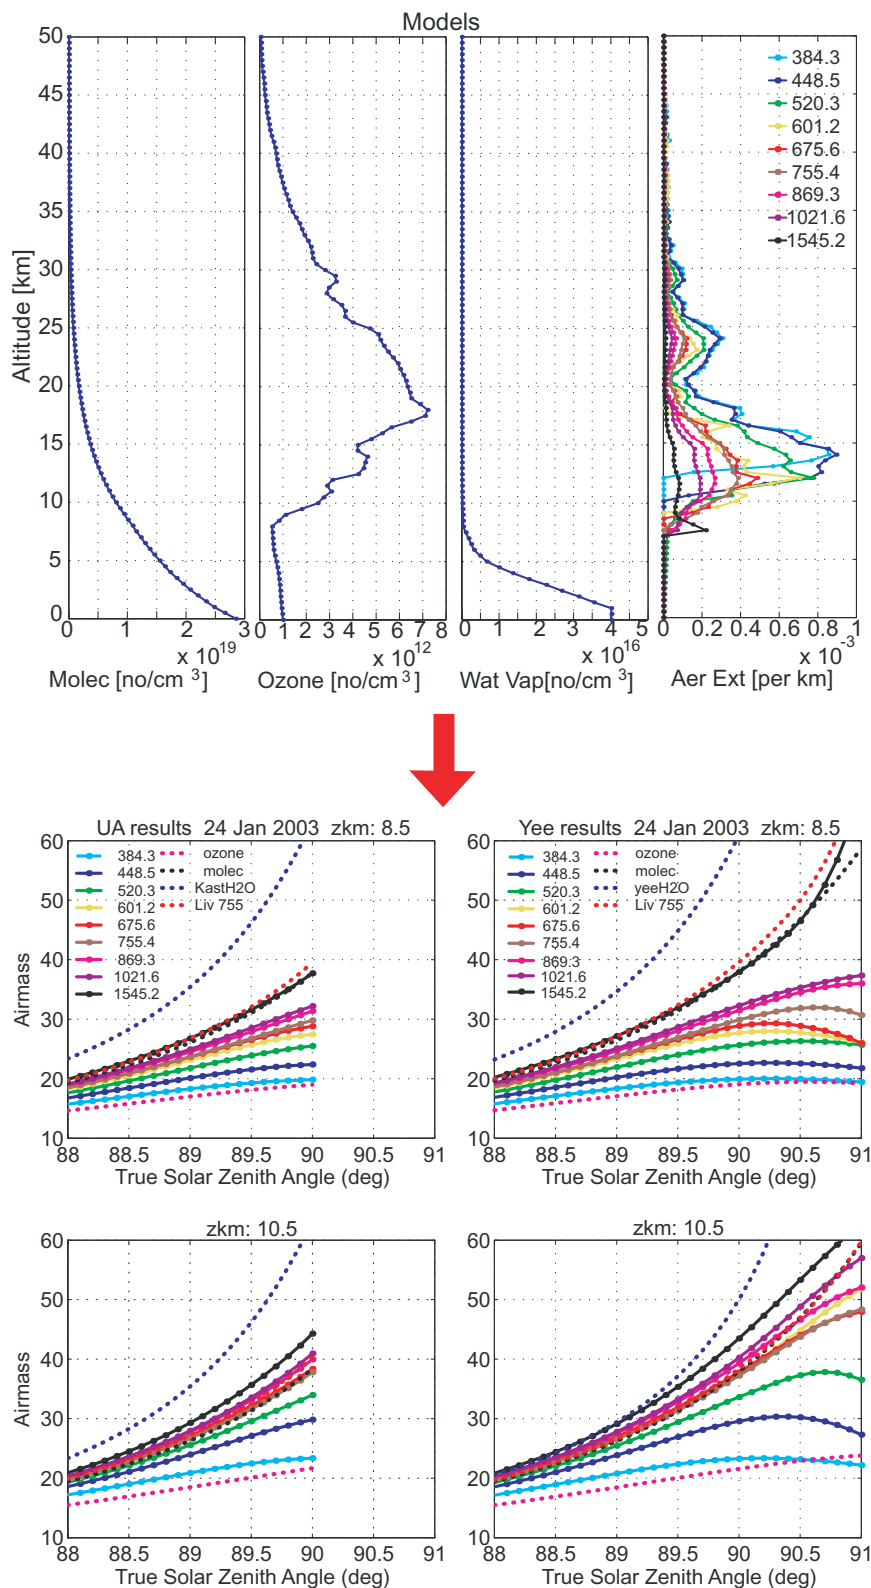 Models
50
45
40
35
30
25
20
15
10
5
0
Altitude [km]
384.3
448.5
520.3
601.2
675.6
755.4
869.3
1021.6
1545.2
0 1 2 3
x 10^19
Molec [no/cm^3]
0 1 2 3 4 5 6 7 8
x 10^12
Ozone [no/cm^3]
0 1 2 3 4 5
x 10^16
Wat Vap[no/cm^3]
0 0.2 0.4 0.6 0.8 1
x 10^-3
Aer Ext [per km]
UA results 24 Jan 2003 zkm: 8.5
60
50
40
30
20
10
Airmass
384.3
448.5
520.3
601.2
675.6
755.4
869.3
1021.6
1545.2
ozone
molec
KastH2O
Liv 755
88 88.5 89 89.5 90 90.5 91
True Solar Zenith Angle (deg)
Yee results 24 Jan 2003 zkm: 8.5
60
50
40
30
20
10
Airmass
384.3
448.5
520.3
601.2
675.6
755.4
869.3
1021.6
1545.2
ozone
molec
yeeH2O
Liv 755
88 88.5 89 89.5 90 90.5 91
True Solar Zenith Angle (deg)
zkm: 10.5
60
50
40
30
20
10
Airmass
88 88.5 89 89.5 90 90.5 91
True Solar Zenith Angle (deg)
zkm: 10.5
60
50
40
30
20
10
Airmass
88 88.5 89 89.5 90 90.5 91
True Solar Zenith Angle (deg)